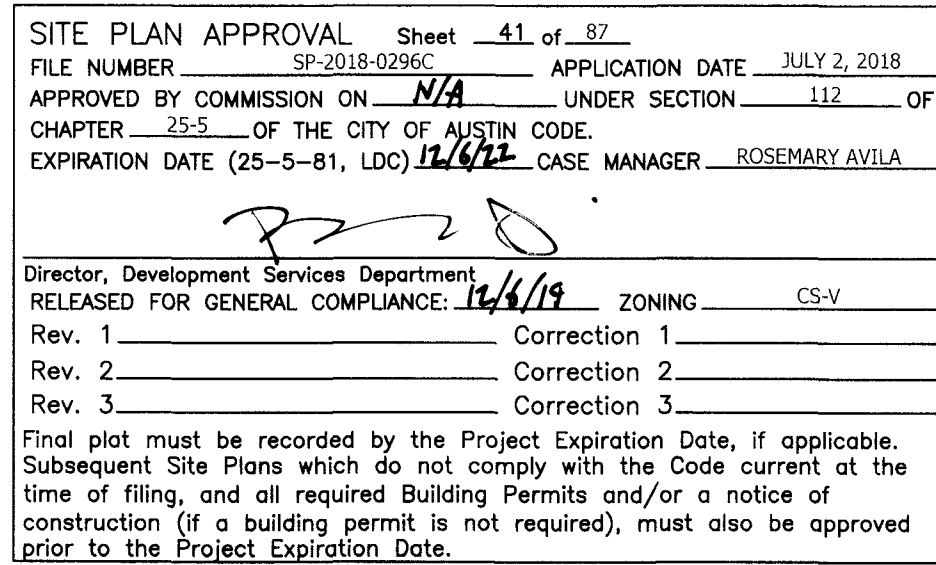 SITE PLAN APPROVAL Sheet 41 of 87
FILE NUMBER SP-2018-0296C APPLICATION DATE JULY 2, 2018
APPROVED BY COMMISSION ON N/A UNDER SECTION 112 OF
CHAPTER 25-5 OF THE CITY OF AUSTIN CODE.
EXPIRATION DATE (25-5-81, LDC) 12/6/22 CASE MANAGER ROSEMARY AVILA
Director, Development Services Department
RELEASED FOR GENERAL COMPLIANCE: 12/6/19 ZONING CS-V
Rev. 1 Correction 1
Rev. 2 Correction 2
Rev. 3 Correction 3
Final plat must be recorded by the Project Expiration Date, if applicable.
Subsequent Site Plans which do not comply with the Code current at the
time of filing, and all required Building Permits and/or a notice of
construction (if a building permit is not required), must also be approved
prior to the Project Expiration Date.